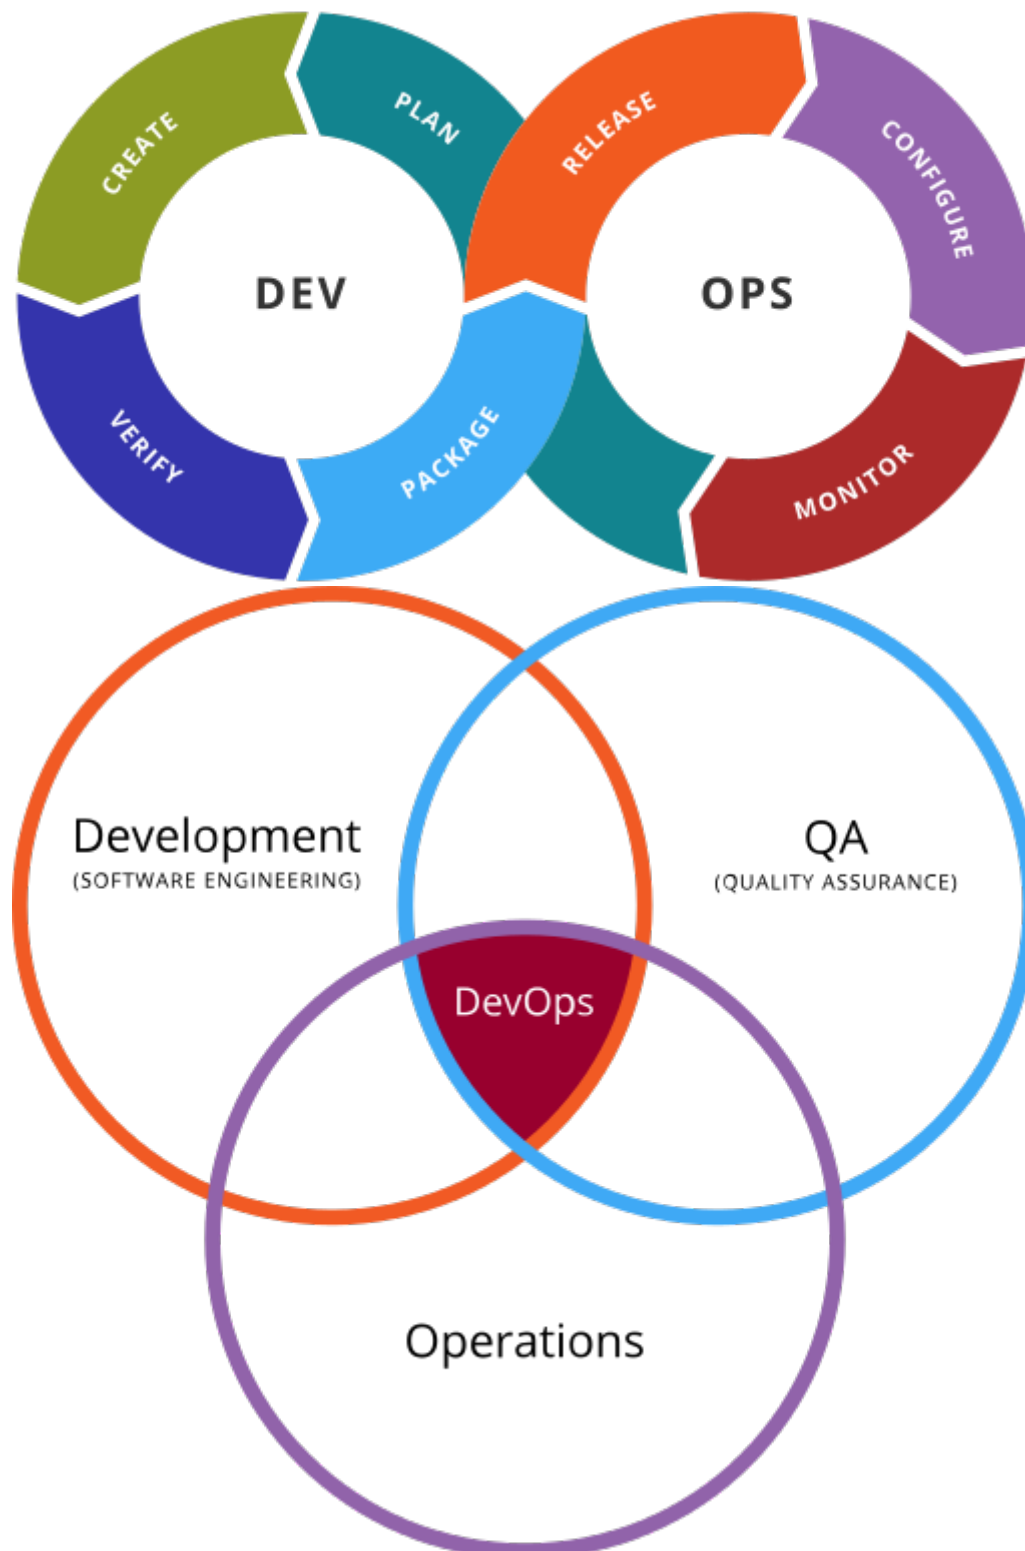 CREATE
PLAN
RELEASE
CONFIGURE
DEV
OPS
VERIFY
PACKAGE
MONITOR
Development
(SOFTWARE ENGINEERING)
QA
(QUALITY ASSURANCE)
DevOps
Operations